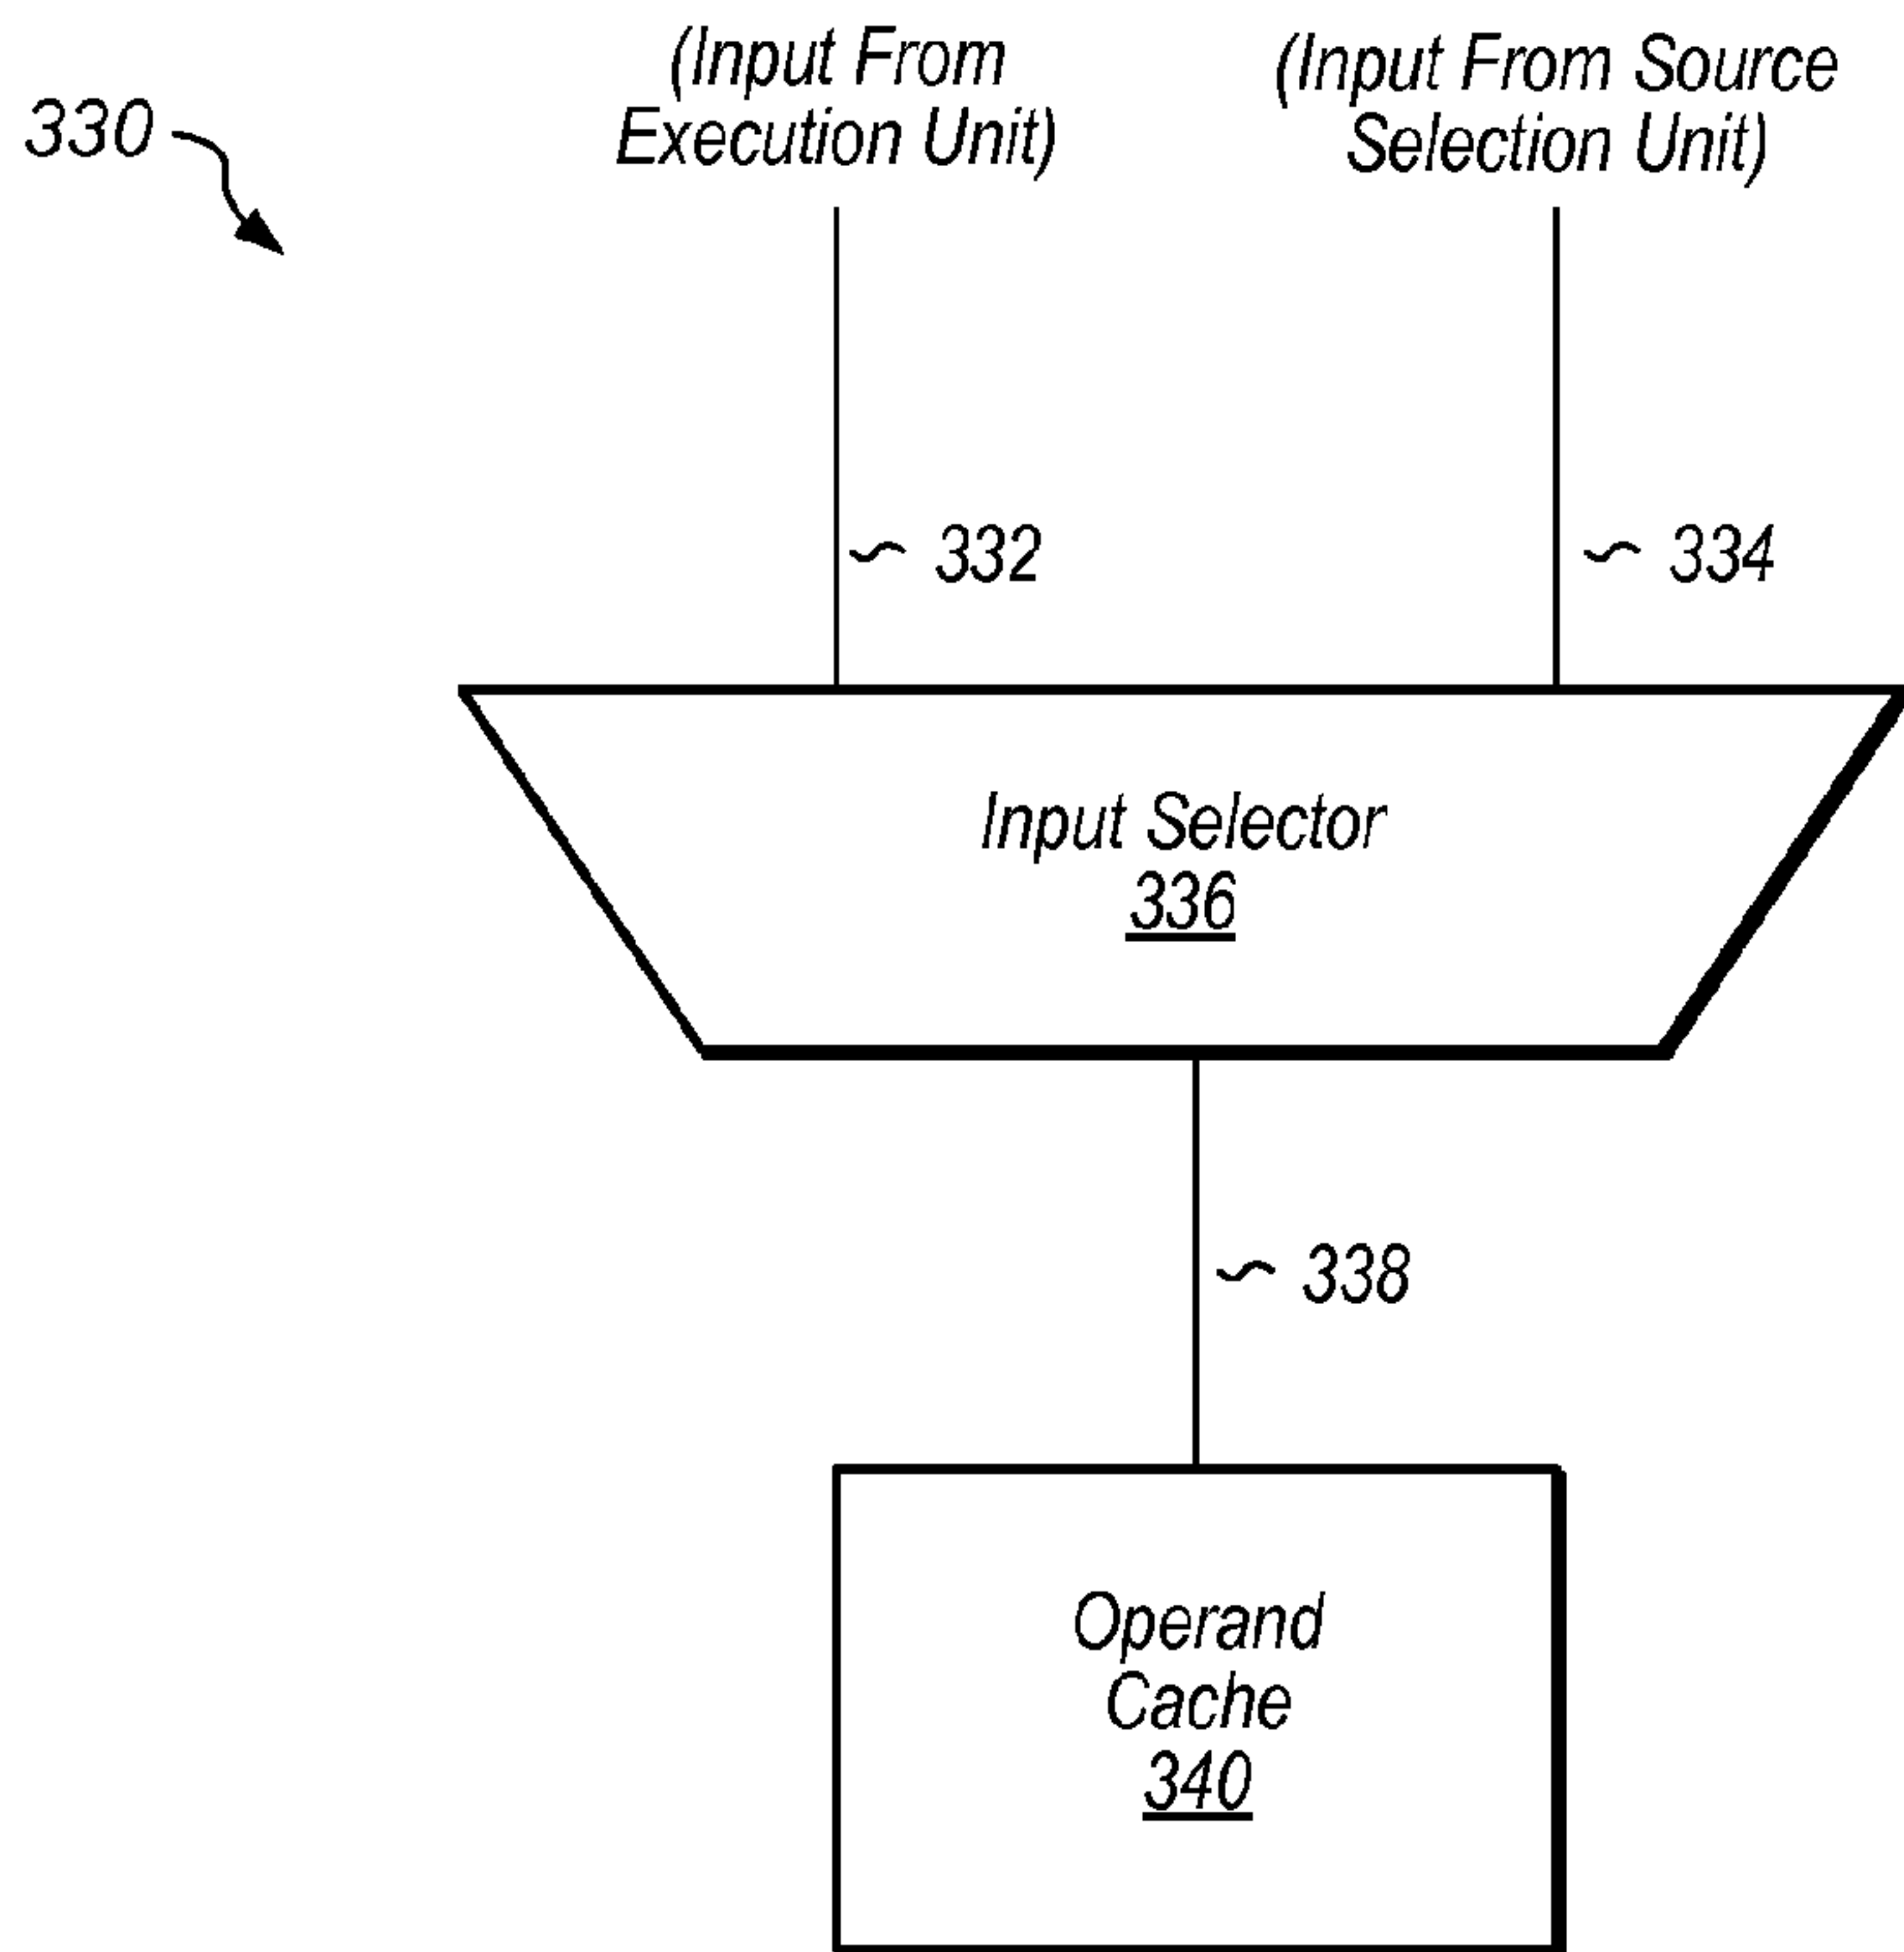 330
(Input From
Execution Unit)
(Input From Source
Selection Unit)
332
334
Input Selector
336
338
Operand
Cache
340